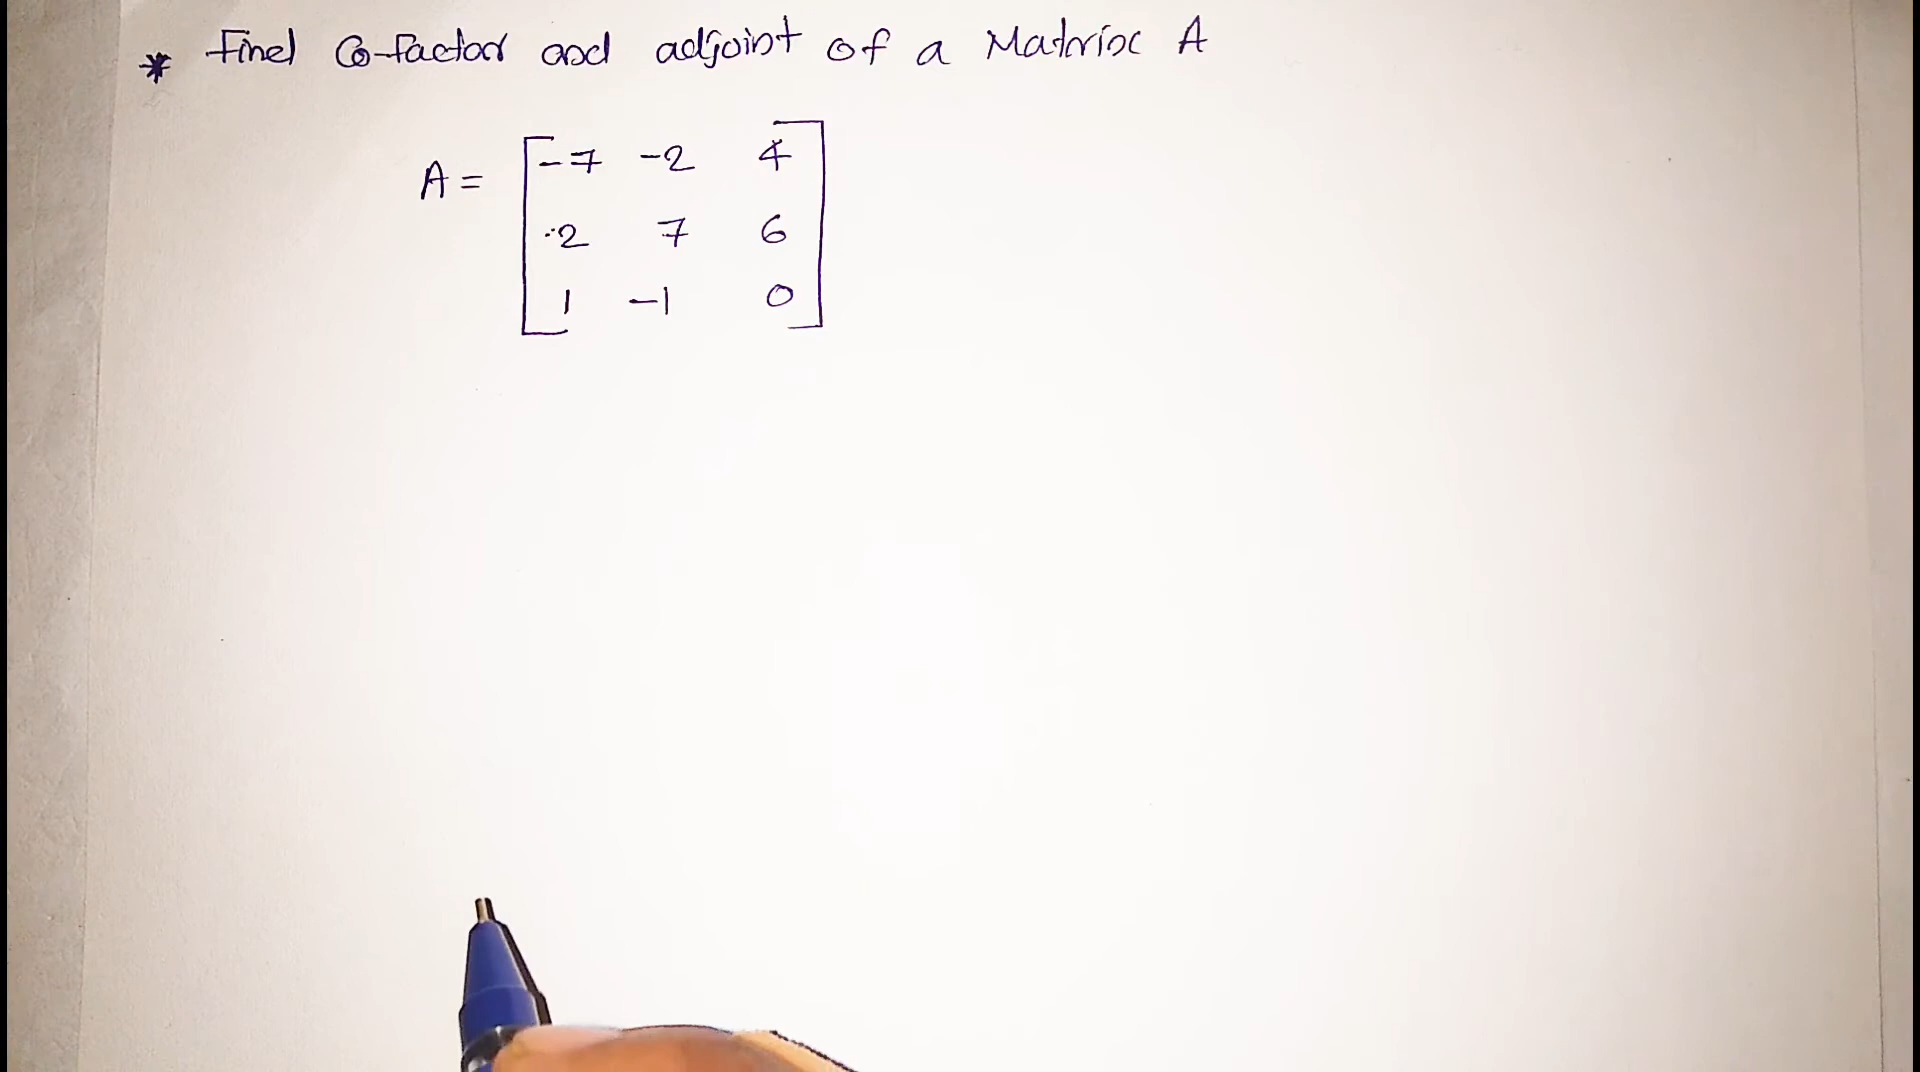 * Find Co-factor and adjoint of a Matrix A
A = [ -7 -2 4
2 7 6
1 -1 0 ]